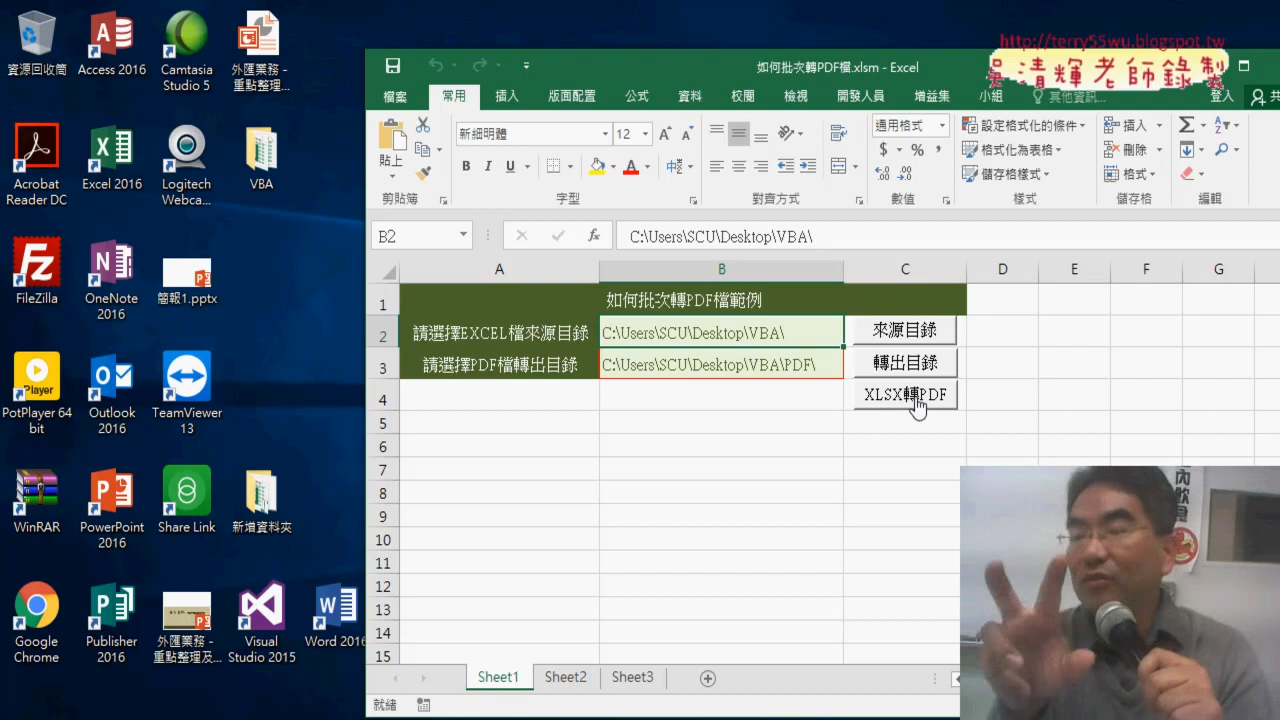 http://terry55wu.blogspot.tw
吳清輝老師錄製
資源回收筒
Access 2016
Camtasia
Studio 5
外匯業務 -
重點整理...
Acrobat
Reader DC
Excel 2016
Logitech
Webca...
VBA
FileZilla
OneNote
2016
簡報1.pptx
Player
PotPlayer 64
bit
Outlook
2016
TeamViewer
13
WinRAR
PowerPoint
2016
Share Link
新增資料夾
Google
Chrome
Publisher
2016
外匯業務 -
重點整理及...
Visual
Studio 2015
Word 2016
如何批次轉PDF檔.xlsm - Excel
檔案
常用
插入
版面配置
公式
資料
校閱
檢視
開發人員
增益集
小組
其他資訊...
登入
共
貼上
剪貼簿
新細明體
12
B I U
A
中
字型
對齊方式
通用格式
$ % ,
數值
設定格式化的條件
格式化為表格
儲存格樣式
樣式
插入
刪除
格式
儲存格
編輯
B2
fx
C:\Users\SCU\Desktop\VBA\
A B C D E F G
1 如何批次轉PDF檔範例
2 請選擇EXCEL檔來源目錄 C:\Users\SCU\Desktop\VBA\ 來源目錄
3 請選擇PDF檔轉出目錄 C:\Users\SCU\Desktop\VBA\PDF\ 轉出目錄
4 XLSX轉PDF
5
6
7
8
9
10
11
12
13
14
15
Sheet1
Sheet2
Sheet3
就緒
內飲食